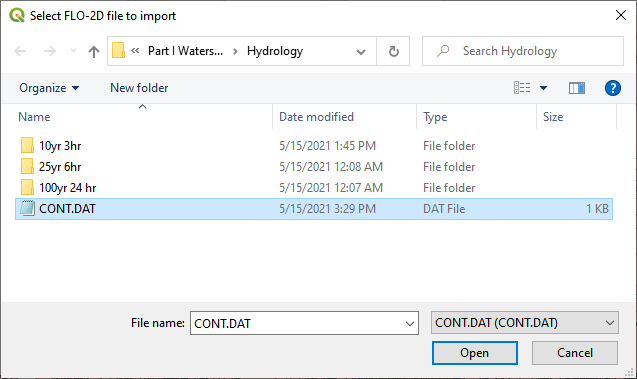 Select FLO-2D file to import
« Part I Waters... > Hydrology
Search Hydrology
Organize New folder
Name Date modified Type Size
10yr 3hr 5/15/2021 1:45 PM File folder
25yr 6hr 5/15/2021 12:08 AM File folder
100yr 24 hr 5/15/2021 12:07 AM File folder
CONT.DAT 5/15/2021 3:29 PM DAT File 1 KB
File name: CONT.DAT CONT.DAT (CONT.DAT)
Open Cancel